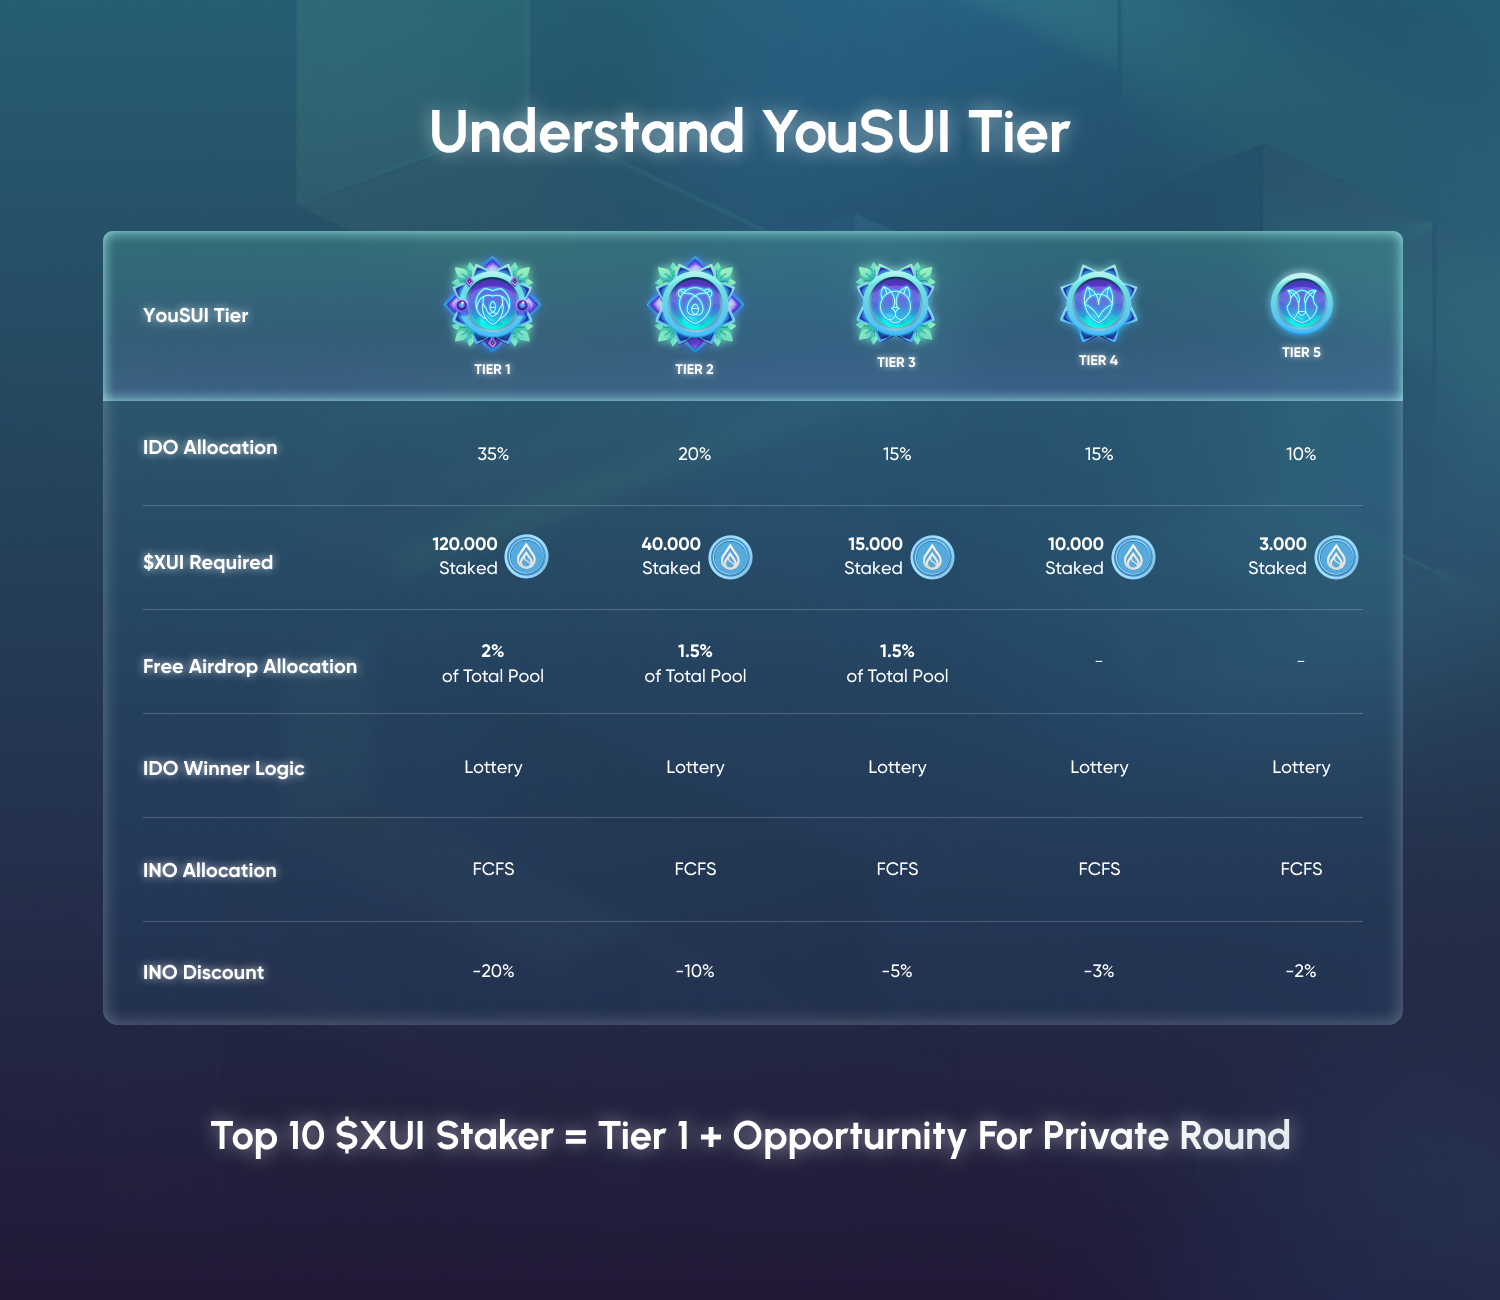 Understand YouSUI Tier
YouSUI Tier
TIER 1
TIER 2
TIER 3
TIER 4
TIER 5
IDO Allocation
35%
20%
15%
15%
10%
$XUI Required
120.000
Staked
40.000
Staked
15.000
Staked
10.000
Staked
3.000
Staked
Free Airdrop Allocation
2%
of Total Pool
1.5%
of Total Pool
1.5%
of Total Pool
-
-
IDO Winner Logic
Lottery
Lottery
Lottery
Lottery
Lottery
INO Allocation
FCFS
FCFS
FCFS
FCFS
FCFS
INO Discount
-20%
-10%
-5%
-3%
-2%
Top 10 $XUI Staker = Tier 1 + Opporturnity For Private Round